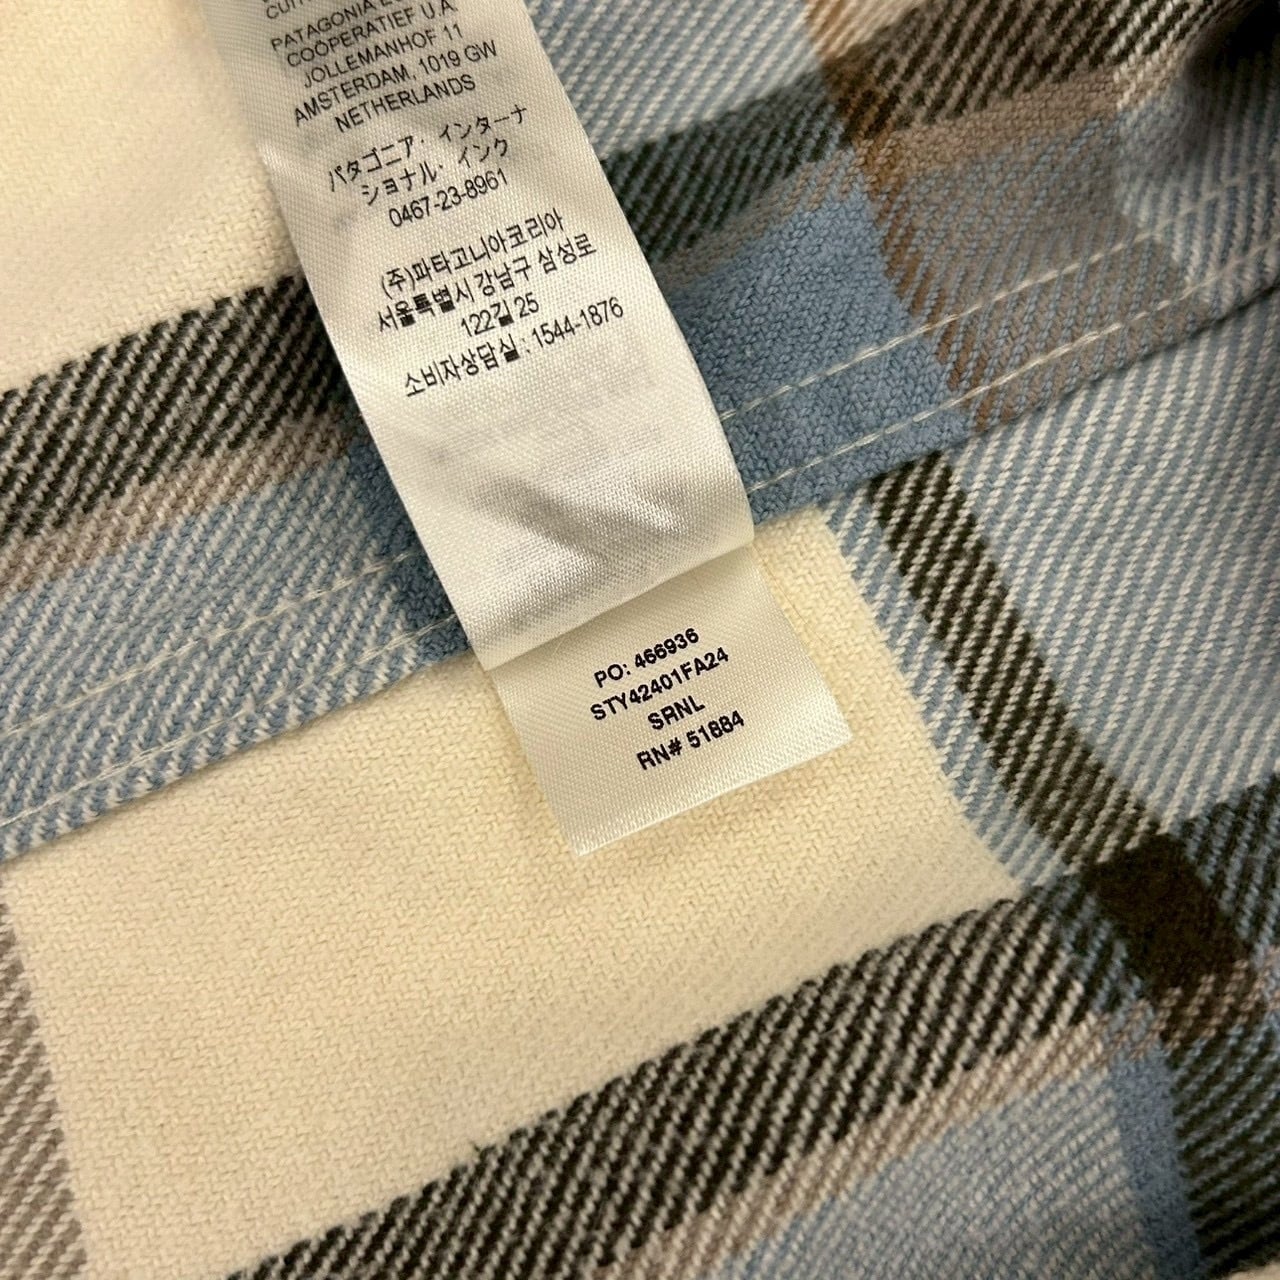 PATAGONIA
COÖPERATIEF U.A.
JOLLEMANHOF 11
AMSTERDAM, 1019 GW
NETHERLANDS
パタゴニア・インターナ
ショナル・インク
0467-23-8961
(주)파타고니아코리아
서울특별시 강남구 삼성로
122길 25
소비자상담실 : 1544-1876
PO: 466936
STY42401FA24
SRNL
RN# 51884